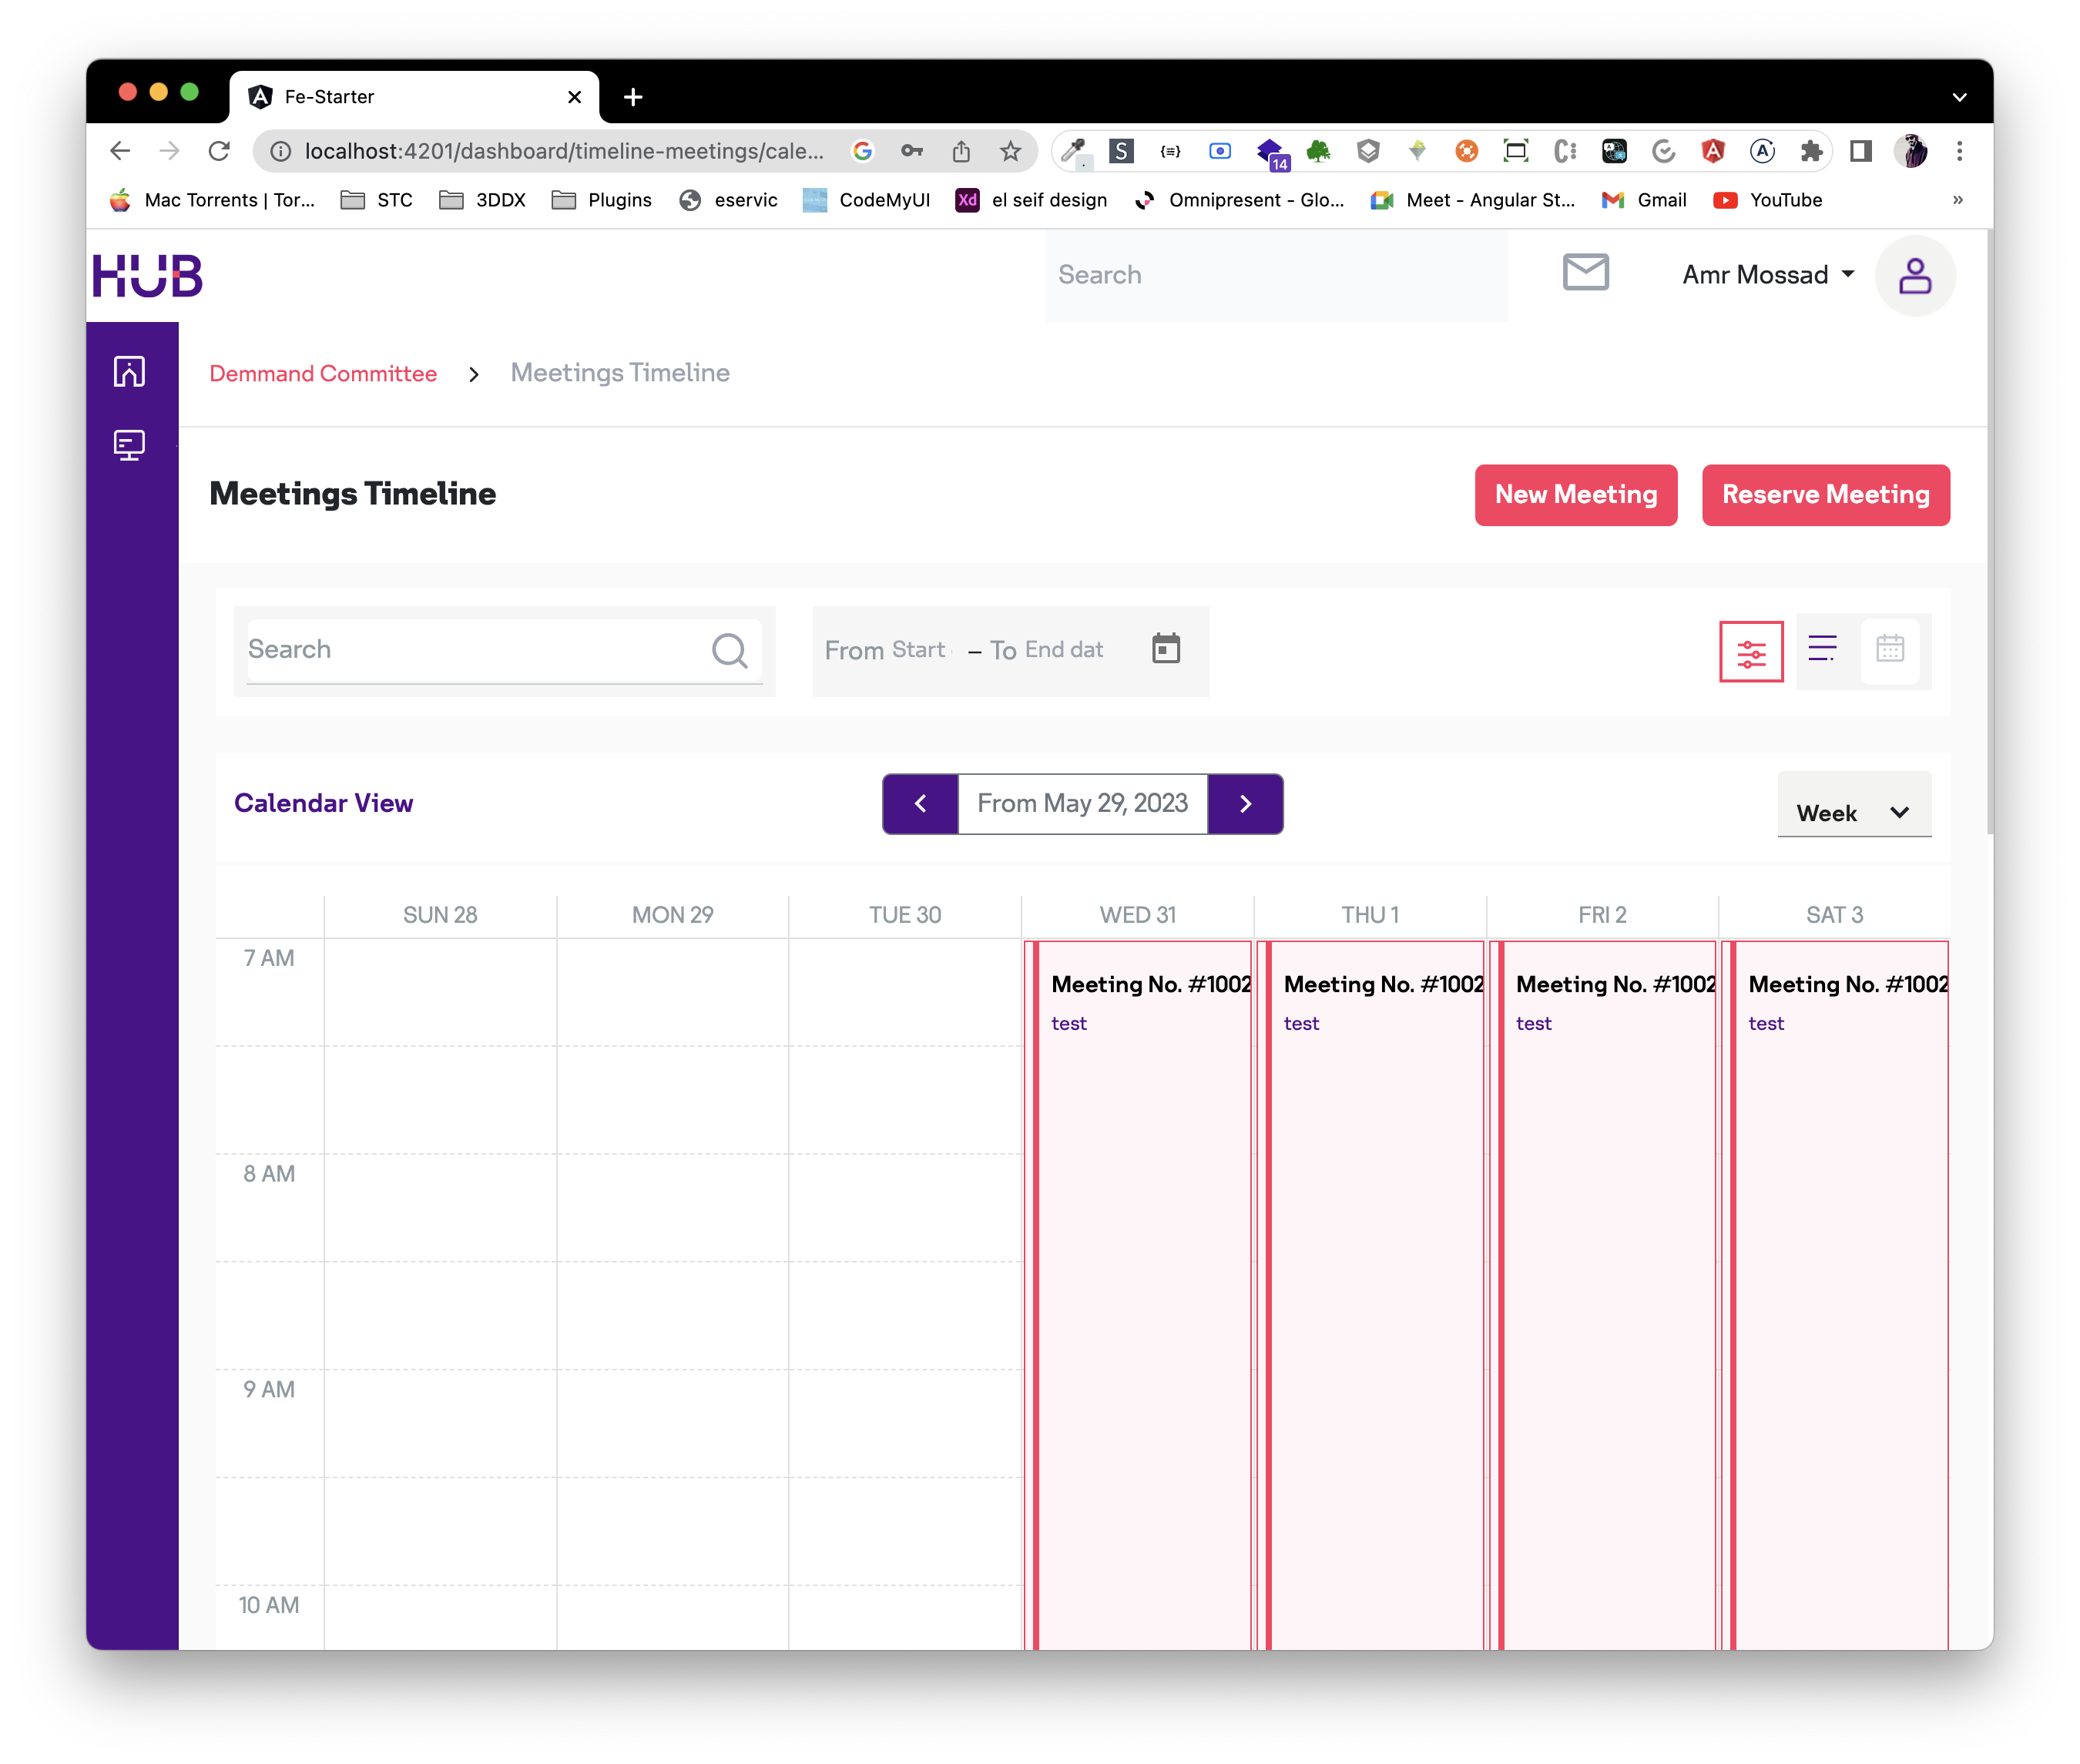 Fe-Starter
localhost:4201/dashboard/timeline-meetings/cale...
S
14
Mac Torrents | Tor...
STC
3DDX
Plugins
eservic
CodeMyUI
Xd
el seif design
Omnipresent - Glo...
Meet - Angular St...
Gmail
YouTube
»
HUB
Search
Amr Mossad
Demmand Committee > Meetings Timeline
Meetings Timeline
New Meeting
Reserve Meeting
Search
From Start – To End dat
Calendar View
From May 29, 2023
Week
SUN 28
MON 29
TUE 30
WED 31
THU 1
FRI 2
SAT 3
7 AM
Meeting No. #1002
test
Meeting No. #1002
test
Meeting No. #1002
test
Meeting No. #1002
test
8 AM
9 AM
10 AM